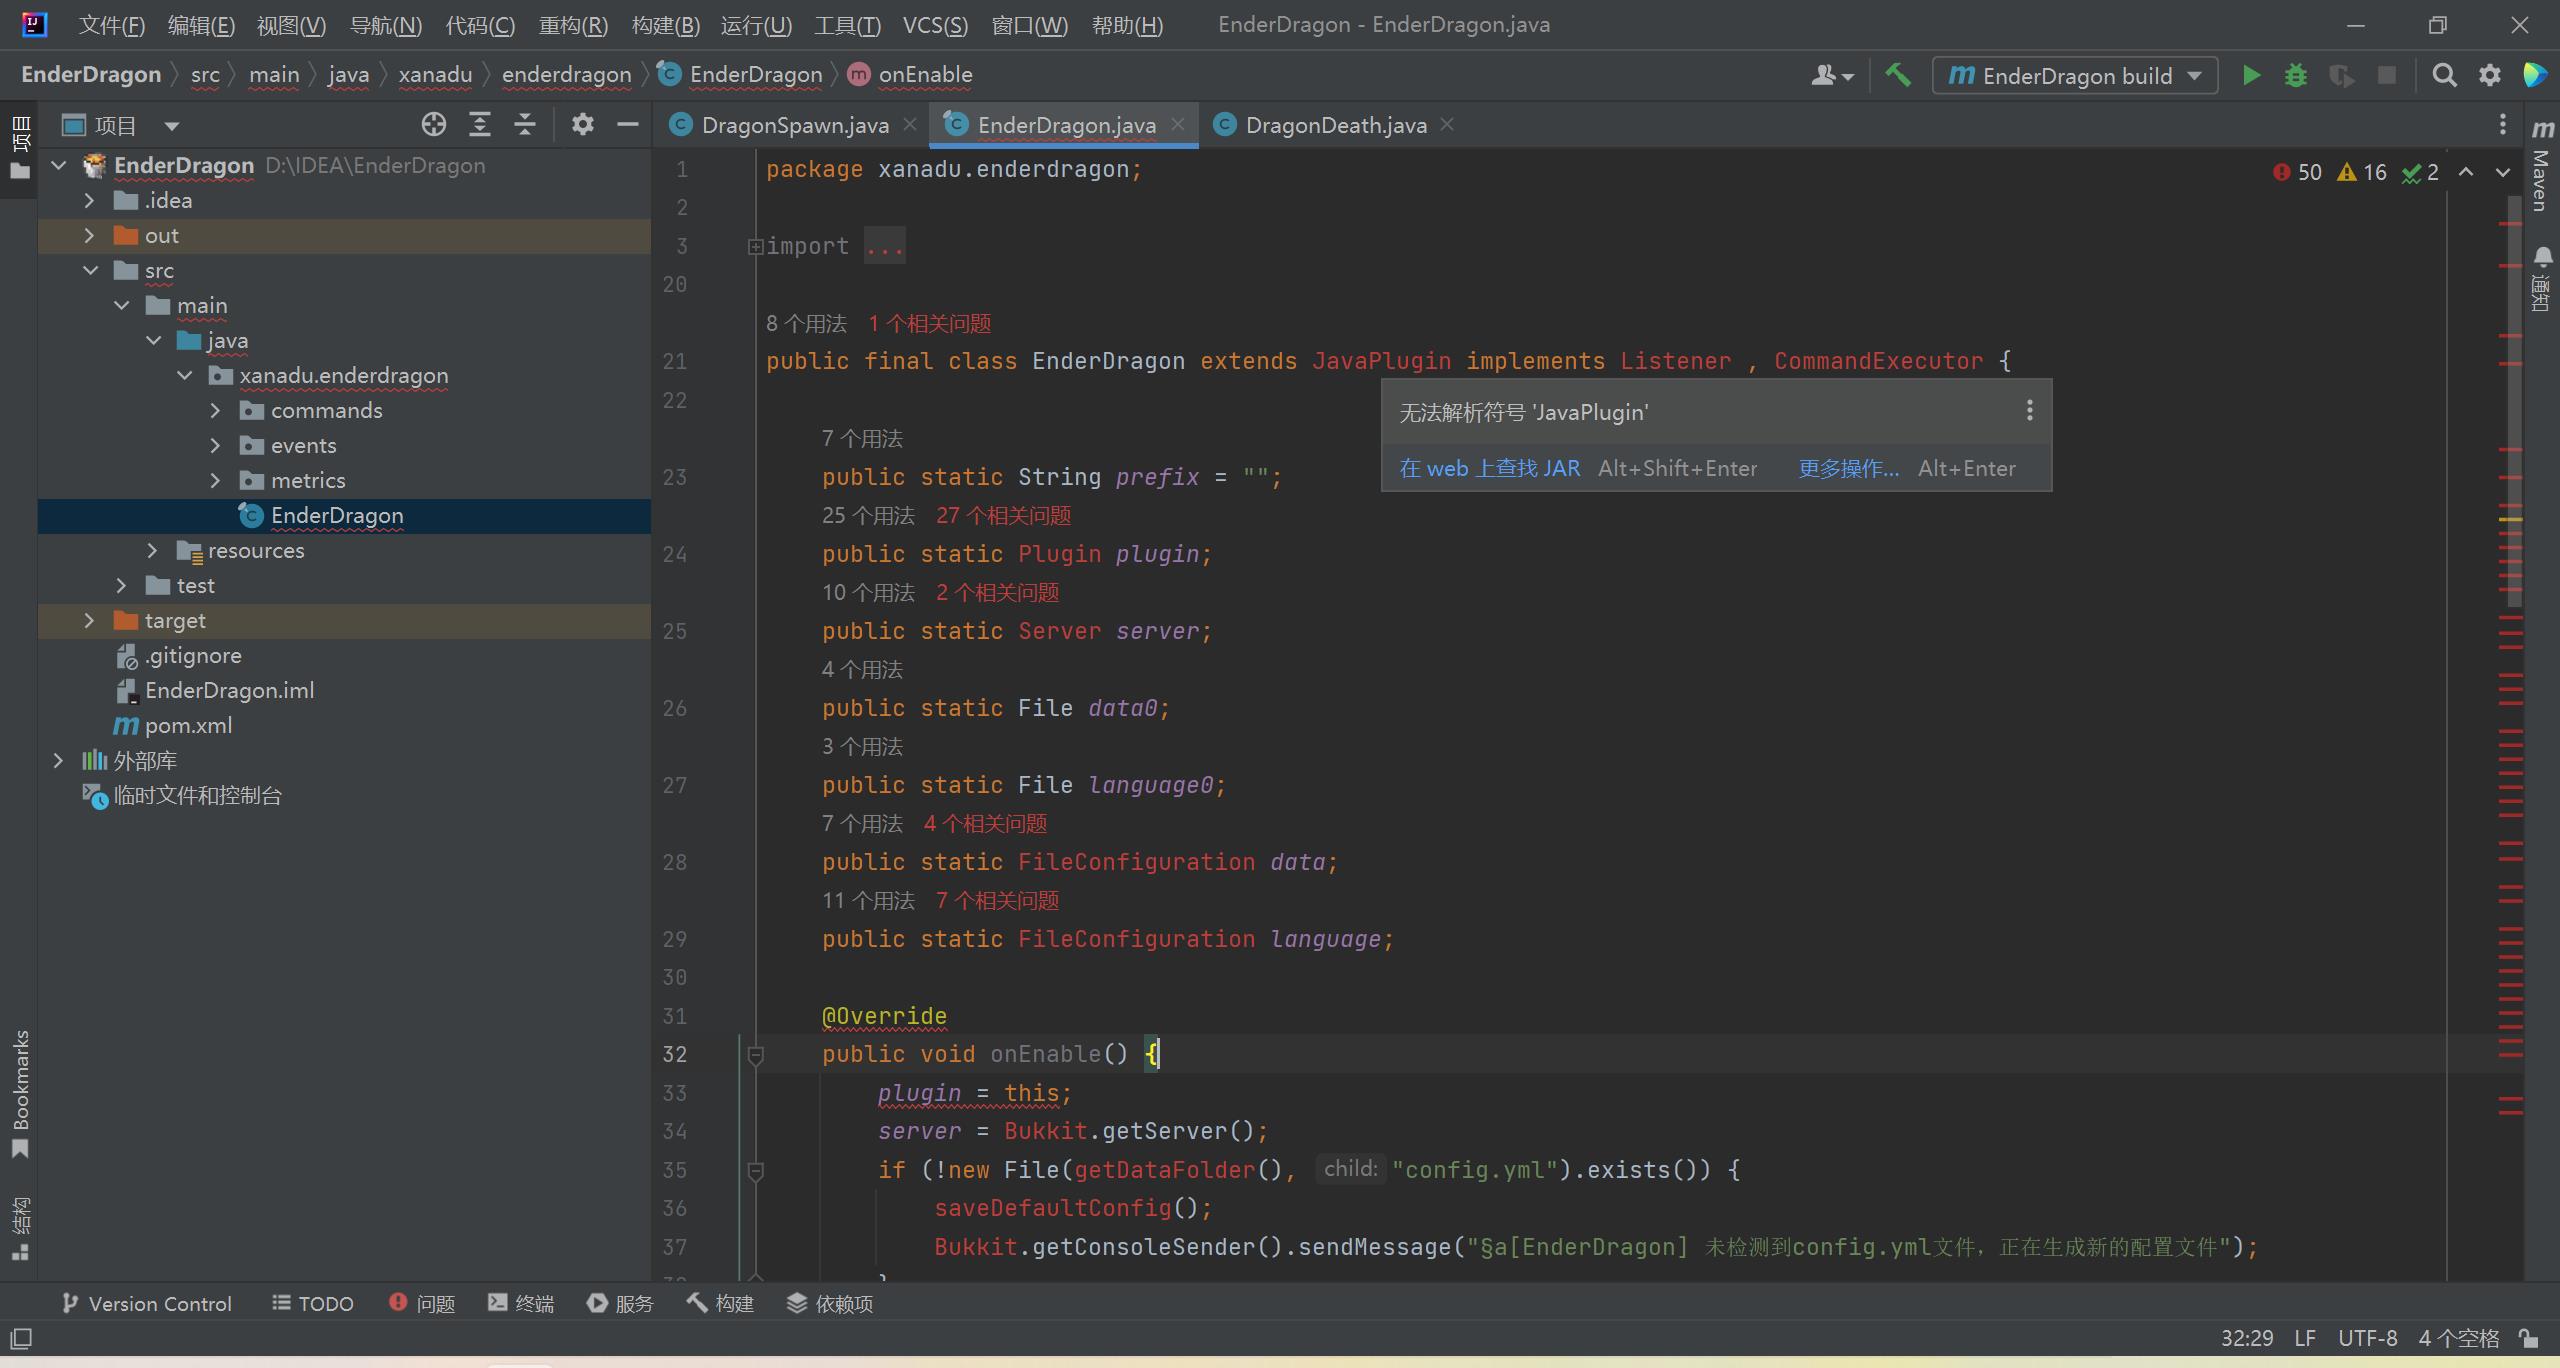 文件(F) 编辑(E) 视图(V) 导航(N) 代码(C) 重构(R) 构建(B) 运行(U) 工具(T) VCS(S) 窗口(W) 帮助(H) EnderDragon - EnderDragon.java
EnderDragon src main java xanadu enderdragon EnderDragon onEnable EnderDragon build
项目
DragonSpawn.java EnderDragon.java DragonDeath.java
项目
EnderDragon D:\IDEA\EnderDragon
.idea
out
src
main
java
xanadu.enderdragon
commands
events
metrics
EnderDragon
resources
test
target
.gitignore
EnderDragon.iml
pom.xml
外部库
临时文件和控制台
Bookmarks
结构
50 16 2
1 package xanadu.enderdragon;
2
3 import ...
20
8 个用法 1 个相关问题
21 public final class EnderDragon extends JavaPlugin implements Listener , CommandExecutor {
22
无法解析符号 'JavaPlugin'
在 web 上查找 JAR Alt+Shift+Enter 更多操作... Alt+Enter
7 个用法
23 public static String prefix = "";
25 个用法 27 个相关问题
24 public static Plugin plugin;
10 个用法 2 个相关问题
25 public static Server server;
4 个用法
26 public static File data0;
3 个用法
27 public static File language0;
7 个用法 4 个相关问题
28 public static FileConfiguration data;
11 个用法 7 个相关问题
29 public static FileConfiguration language;
30
31 @Override
32 public void onEnable() {
33 plugin = this;
34 server = Bukkit.getServer();
35 if (!new File(getDataFolder(), child: "config.yml").exists()) {
36 saveDefaultConfig();
37 Bukkit.getConsoleSender().sendMessage("§a[EnderDragon] 未检测到config.yml文件，正在生成新的配置文件");
Maven
通知
Version Control TODO 问题 终端 服务 构建 依赖项
32:29 LF UTF-8 4 个空格